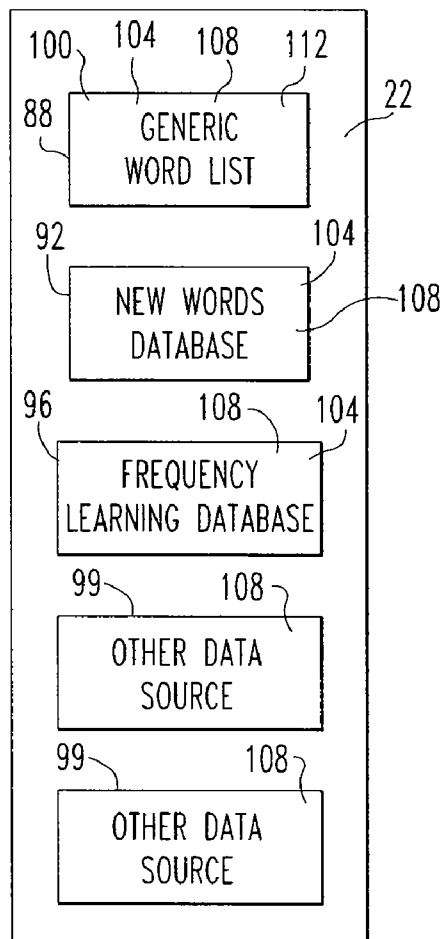 100 104 108 112
22
88
GENERIC
WORD LIST
92
104
NEW WORDS
108
DATABASE
96
108
104
FREQUENCY
LEARNING DATABASE
99
108
OTHER DATA
SOURCE
99
108
OTHER DATA
SOURCE